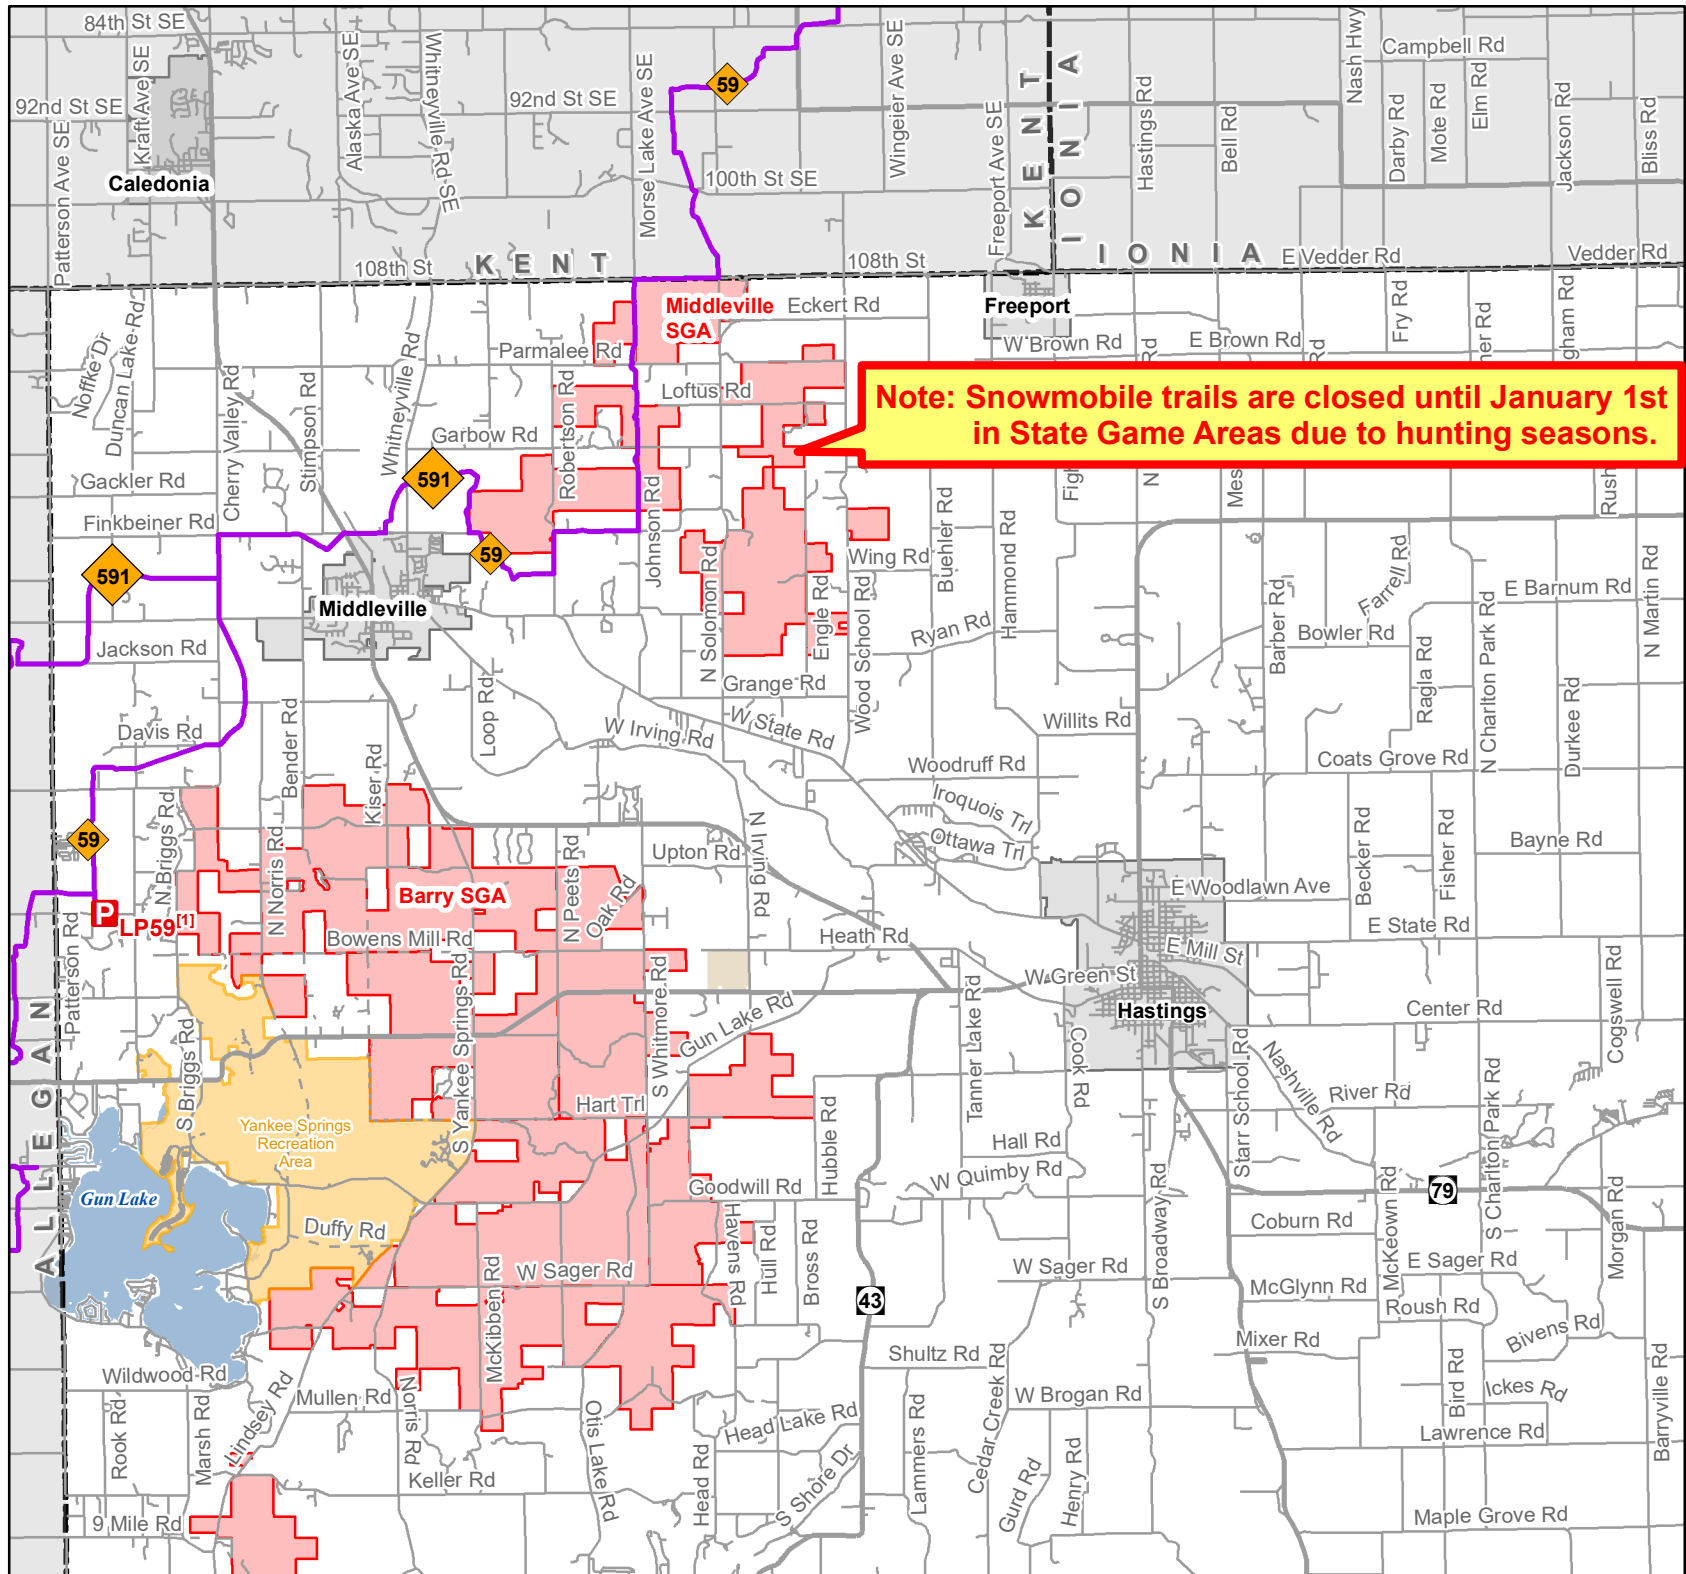 84th St SE
Kraft Ave SE
Alaska Ave SE
Whitneyville Rd SE
Morse Lake Ave SE
59
Wingeier Ave SE
Nash Hwy
Campbell Rd
92nd St SE
92nd St SE
Patterson Ave SE
Freeport Ave SE
KENT
IONIA
Hastings Rd
Bell Rd
Darby Rd
Mote Rd
Elm Rd
Jackson Rd
Bliss Rd
Caledonia
100th St SE
108th St
KENT
108th St
IONIA
E Vedder Rd
Vedder Rd
Noffke Dr
Duncan Lake Rd
Middleville
SGA
Eckert Rd
Freeport
Fry Rd
ner Rd
gham Rd
Parmalee Rd
W Brown Rd
Rd
E Brown Rd
Rd
Cherry Valley Rd
Stimpson Rd
Whitneyville Rd
Robertson Rd
Loftus Rd
Note: Snowmobile trails are closed until January 1st
in State Game Areas due to hunting seasons.
Garbow Rd
591
Gackler Rd
Finkbeiner Rd
Johnson Rd
Buehler Rd
Hammond Rd
Figh
N
Mes
Rush
591
59
Wing Rd
Farrell Rd
E Barnum Rd
N Martin Rd
Middleville
N Solomon Rd
Engle Rd
Wood School Rd
Ryan Rd
Barber Rd
Bowler Rd
N Charlton Park Rd
Jackson Rd
Grange Rd
Ragla Rd
Durkee Rd
Loop Rd
Davis Rd
Bender Rd
Kiser Rd
W Irving Rd
W State Rd
Willits Rd
Woodruff Rd
Coats Grove Rd
Iroquois Trl
Ottawa Trl
59
N Briggs Rd
N Norris Rd
N Peets Rd
Upton Rd
N Irving Rd
Becker Rd
Fisher Rd
Bayne Rd
Barry SGA
Oak Rd
E Woodlawn Ave
P
LP59[1]
Patterson Rd
Bowens Mill Rd
Heath Rd
E State Rd
E Mill St
W Green St
Cogswell Rd
ALLEGAN
S Briggs Rd
S Yankee Springs Rd
S Whitmore Rd
Gun Lake Rd
Tanner Lake Rd
Hastings
Center Rd
Cook Rd
Starr School Rd
Nashville Rd
River Rd
S Charlton Park Rd
Yankee Springs
Recreation
Area
Hart Trl
Hubble Rd
Hall Rd
W Quimby Rd
Gun Lake
Goodwill Rd
79
Duffy Rd
Havens Rd
Hull Rd
Bross Rd
S Broadway Rd
Coburn Rd
McKeown Rd
Morgan Rd
W Sager Rd
McKibben Rd
W Sager Rd
E Sager Rd
43
McGlynn Rd
Roush Rd
Mixer Rd
Bivens Rd
Wildwood Rd
Shultz Rd
Rook Rd
Marsh Rd
Lindsey Rd
Mullen Rd
Norris Rd
Otis Lake Rd
Head Lake Rd
Lammers Rd
Cedar Creek Rd
W Brogan Rd
Bird Rd
Ickes Rd
Barryville Rd
Lawrence Rd
Keller Rd
Head Rd
S Shore Dr
Gurd Rd
Henry Rd
9 Mile Rd
Maple Grove Rd